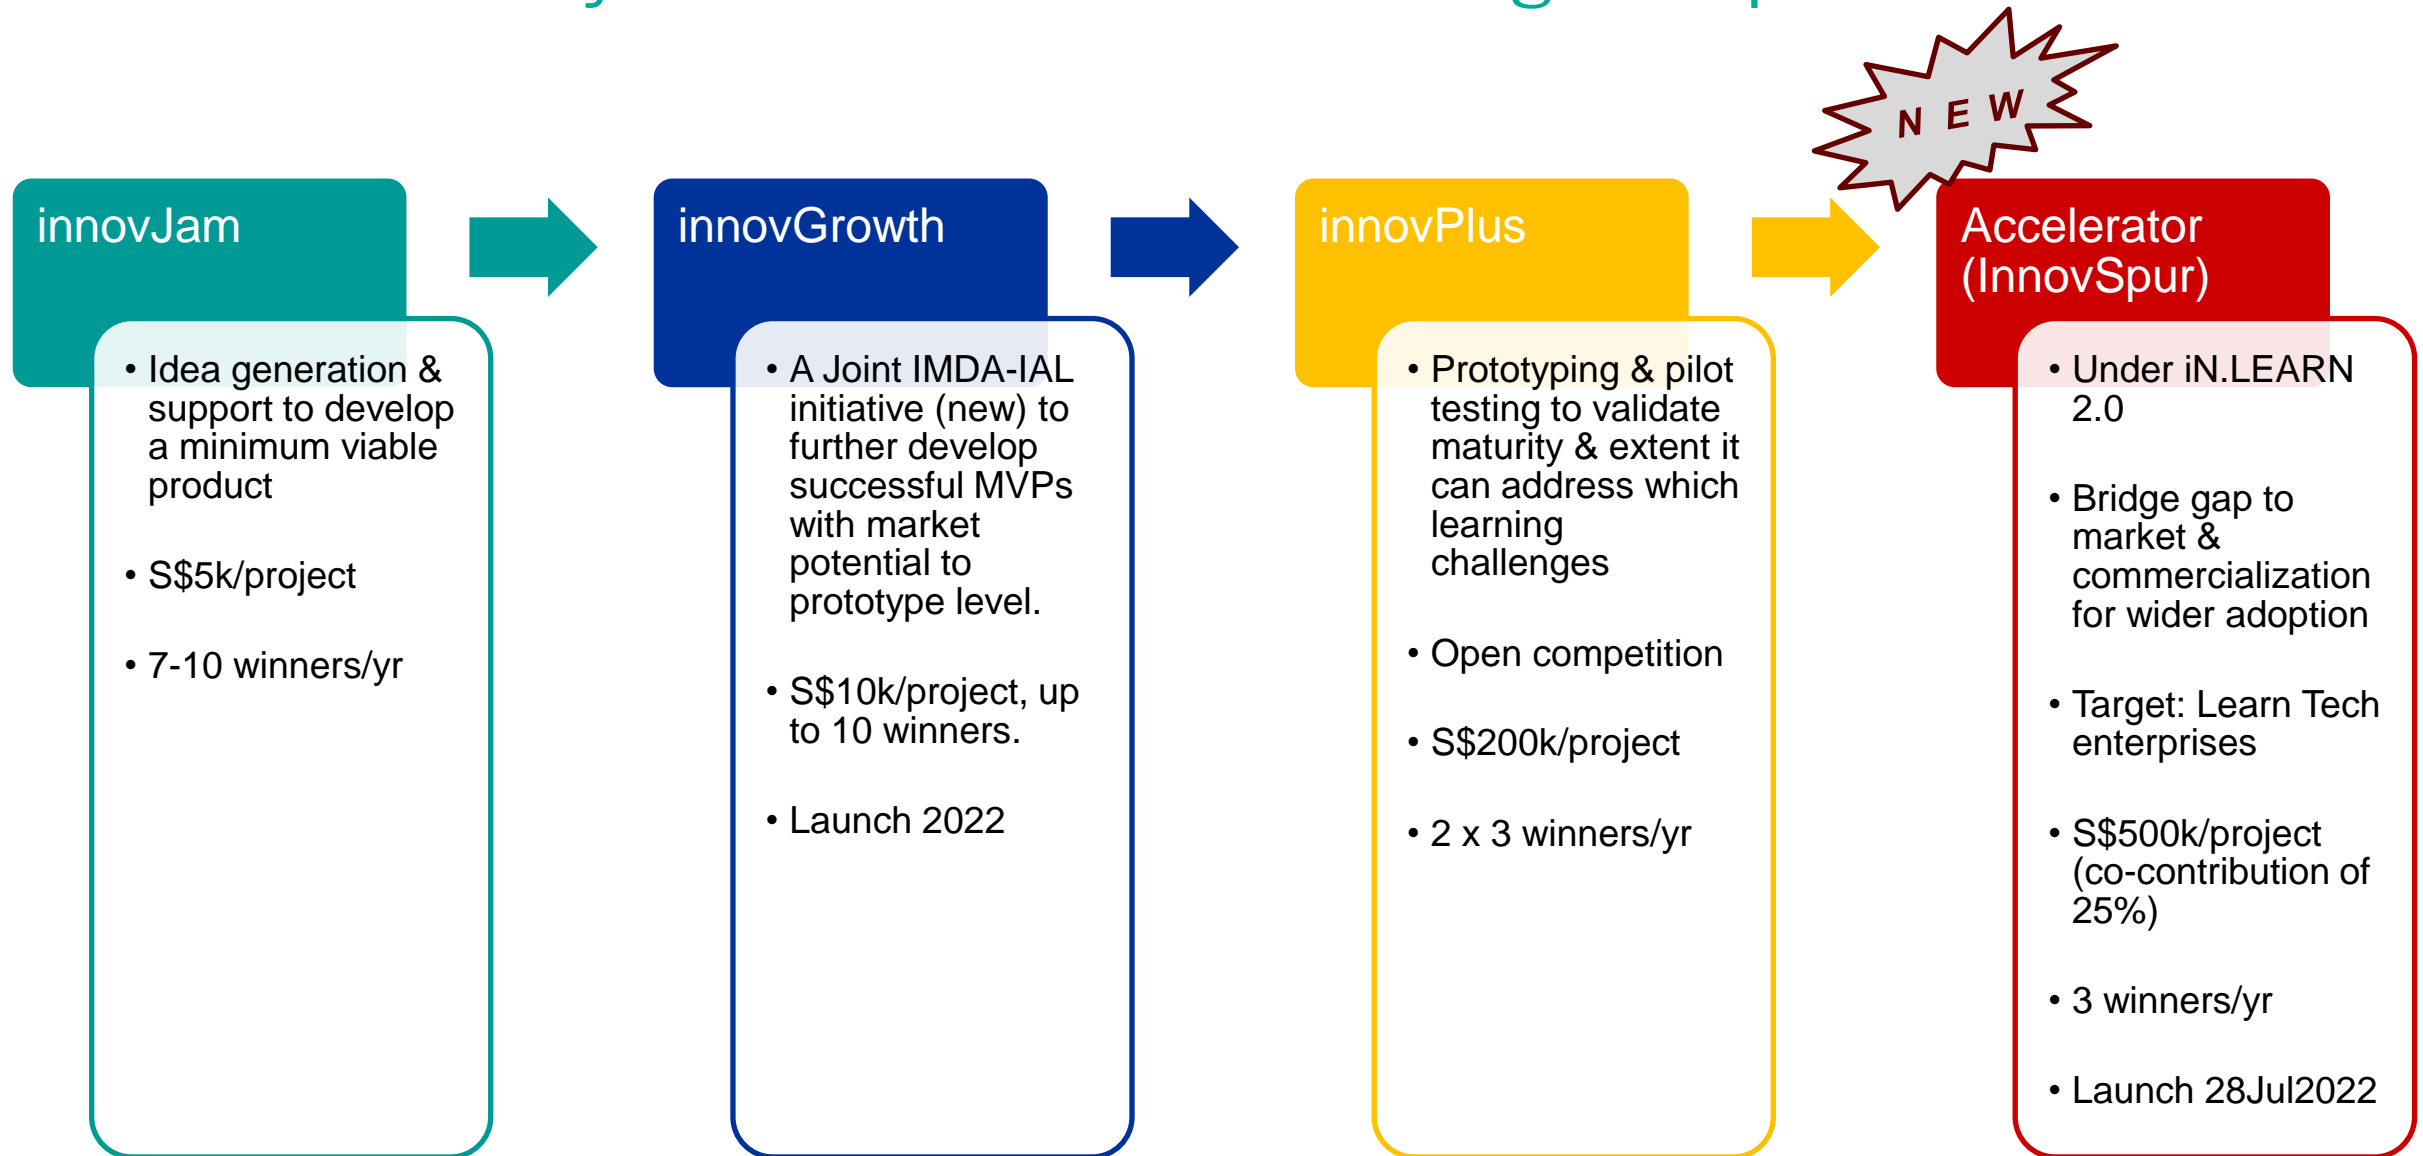 NEW
innovJam
• Idea generation &
support to develop
a minimum viable
product
• S$5k/project
• 7-10 winners/yr
innovGrowth
• A Joint IMDA-IAL
initiative (new) to
further develop
successful MVPs
with market
potential to
prototype level.
• S$10k/project, up
to 10 winners.
• Launch 2022
innovPlus
• Prototyping & pilot
testing to validate
maturity & extent it
can address which
learning
challenges
• Open competition
• S$200k/project
• 2 x 3 winners/yr
Accelerator
(InnovSpur)
• Under iN.LEARN
2.0
• Bridge gap to
market &
commercialization
for wider adoption
• Target: Learn Tech
enterprises
• S$500k/project
(co-contribution of
25%)
• 3 winners/yr
• Launch 28Jul2022